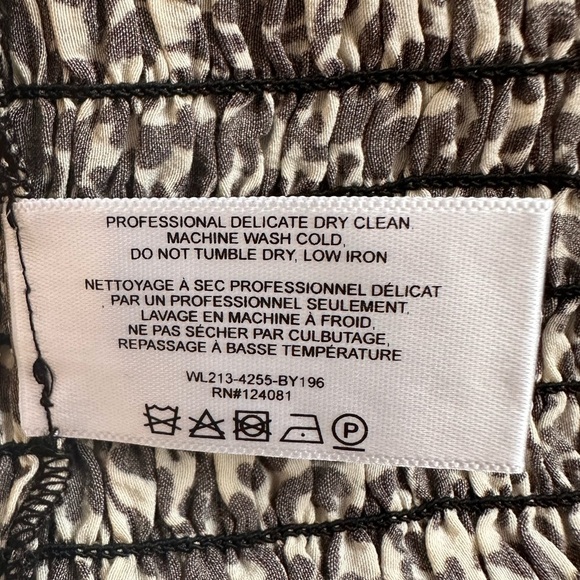 PROFESSIONAL DELICATE DRY CLEAN
MACHINE WASH COLD,
DO NOT TUMBLE DRY, LOW IRON
NETTOYAGE À SEC PROFESSIONNEL DÉLICAT
PAR UN PROFESSIONNEL SEULEMENT,
LAVAGE EN MACHINE À FROID,
NE PAS SÉCHER PAR CULBUTAGE,
REPASSAGE À BASSE TEMPÉRATURE
WL213-4255-BY196
RN#124081
P